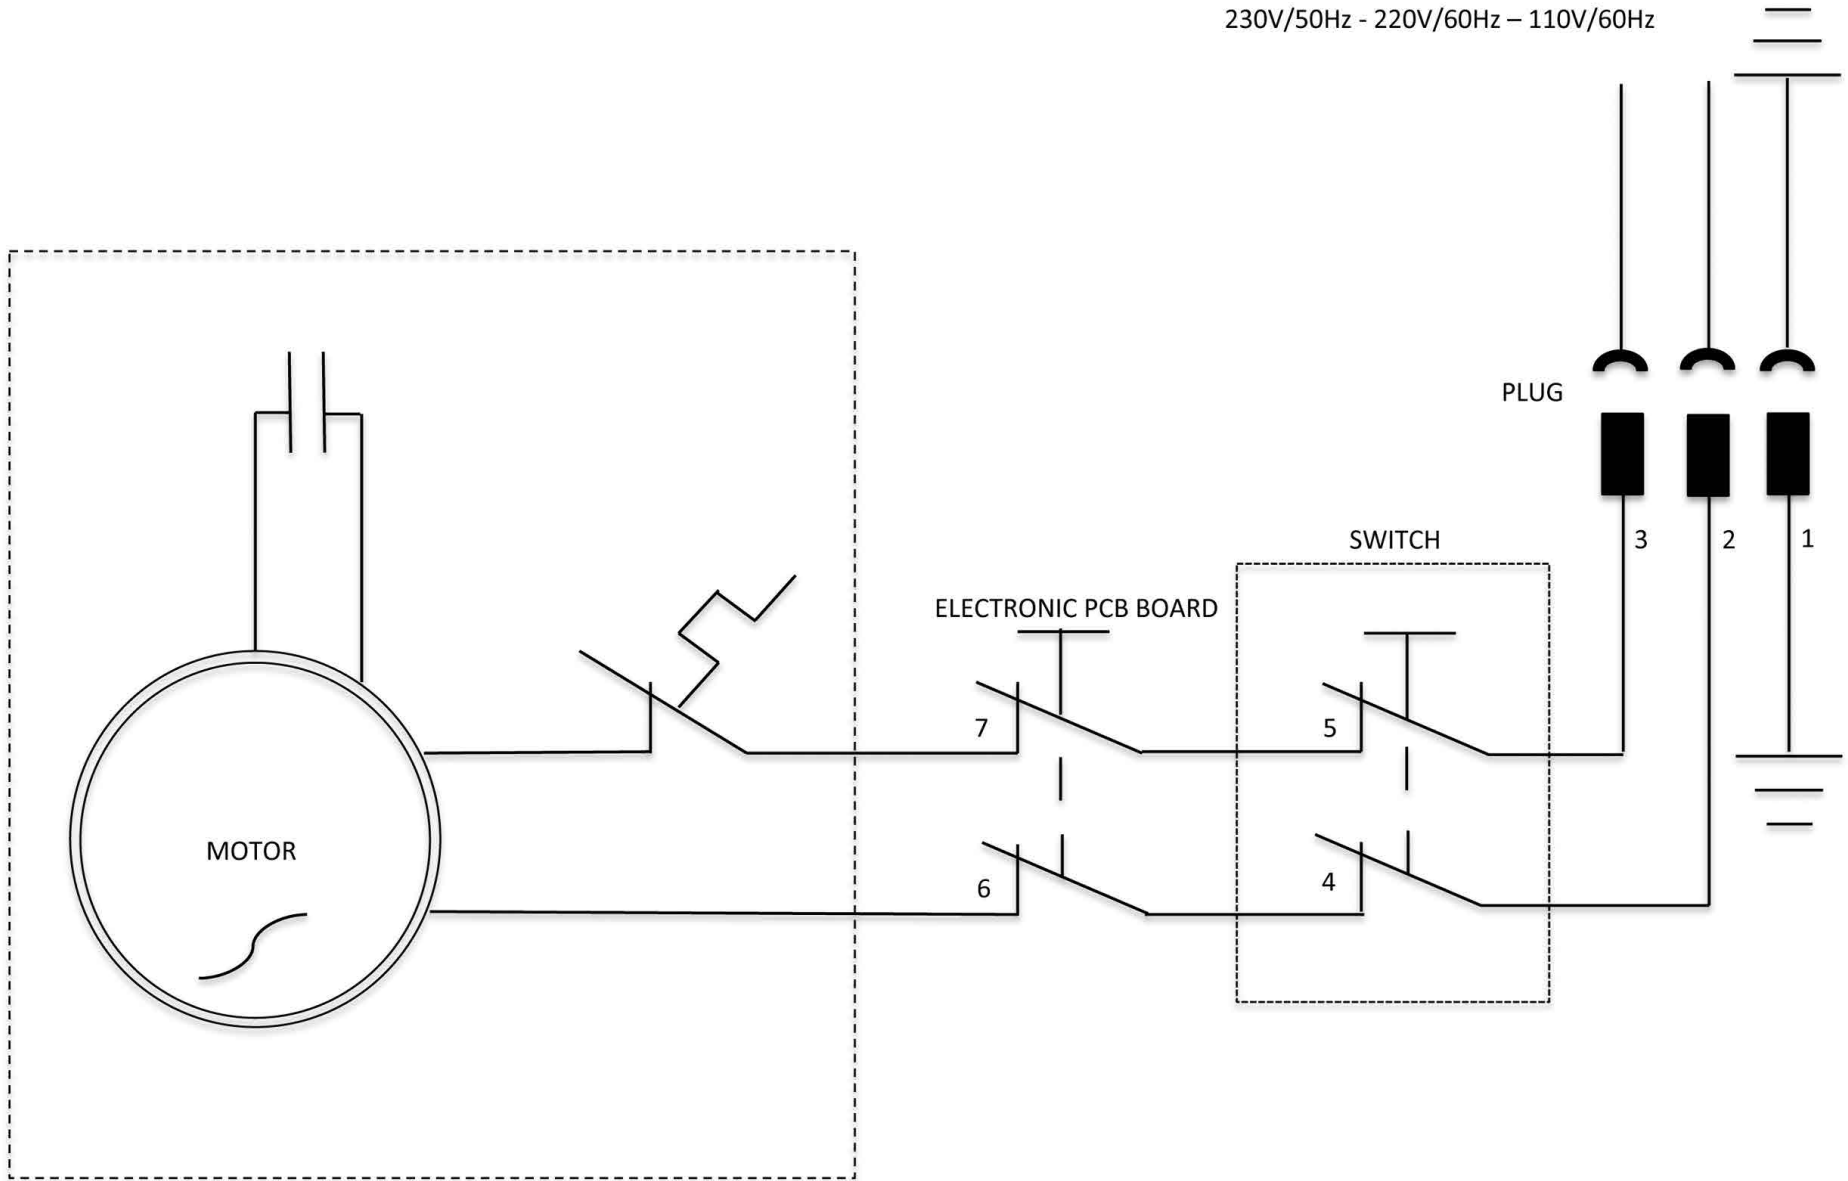 230V/50Hz - 220V/60Hz – 110V/60Hz
PLUG
3 2 1
SWITCH
ELECTRONIC PCB BOARD
7 5
MOTOR
6 4